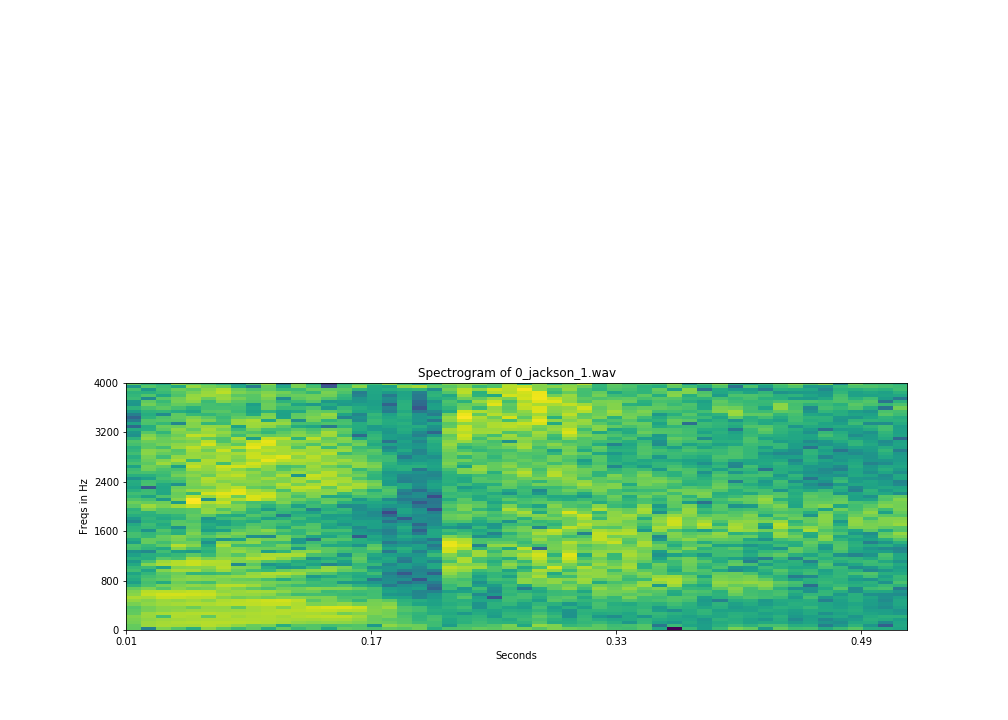 Spectrogram of 0_jackson_1.wav
4000
3200
2400
1600
800
0
Freqs in Hz
0.01 0.17 0.33 0.49
Seconds